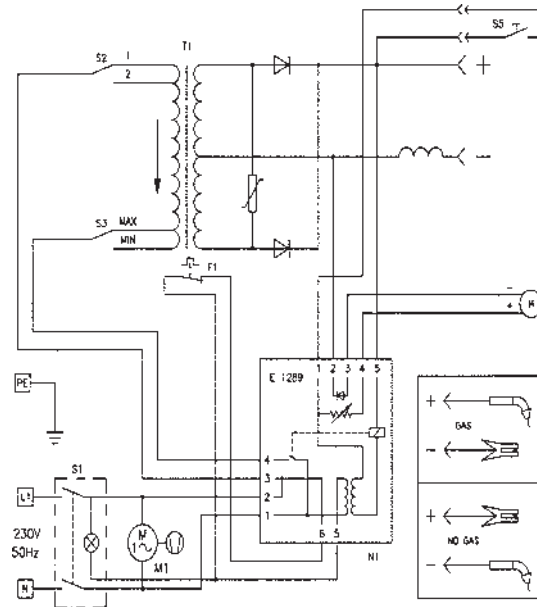 S5
T1
S2
1
2
+
-
S3
MAX
MIN
F1
-
+
M
PE
E 1289
1 2 3 4 5
+
GAS
-
4
3
2
1
S1
L1
230V
50Hz
M
1~
M1
6 5
N1
+
NO GAS
-
N